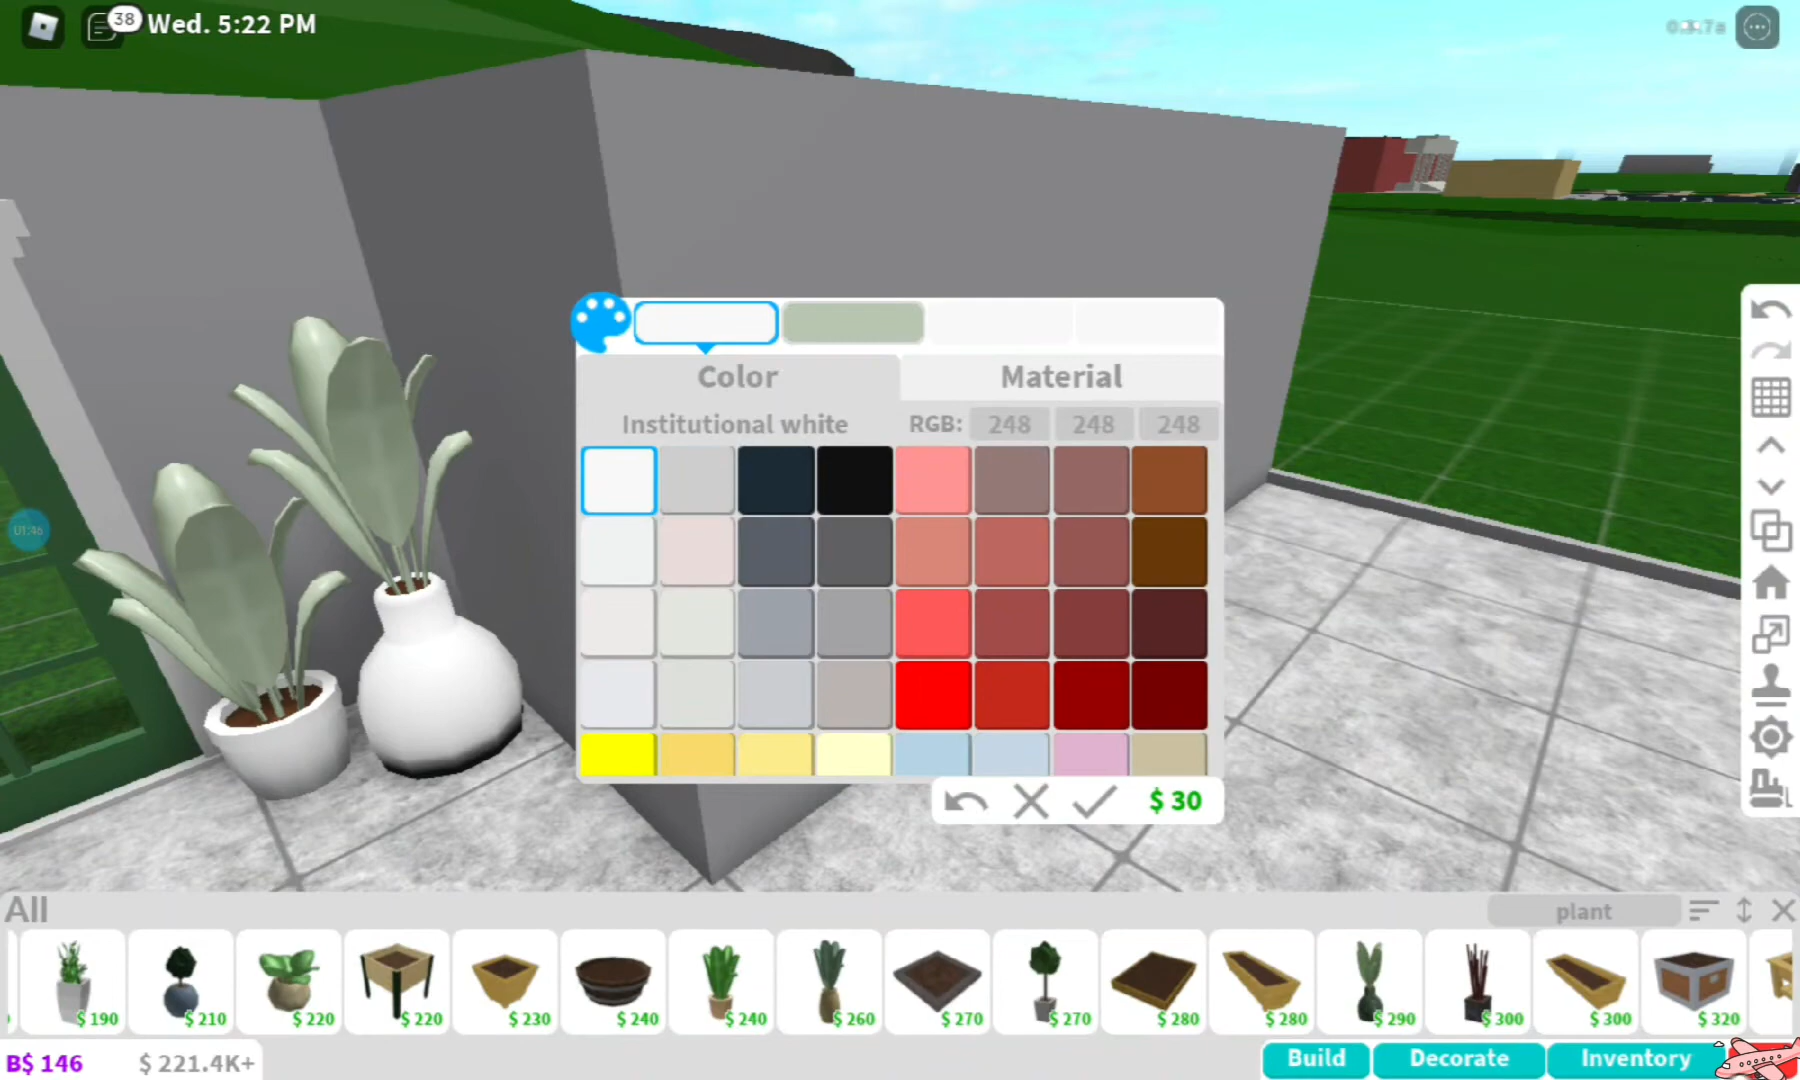 38
Wed. 5:22 PM
Color
Material
Institutional white
RGB: 248 248 248
01:46
$ 30
All
plant
$ 190
$ 210
$ 220
$ 220
$ 230
$ 240
$ 240
$ 260
$ 270
$ 270
$ 280
$ 280
$ 290
$ 300
$ 300
$ 320
B$ 146
$ 221.4K+
Build
Decorate
Inventory